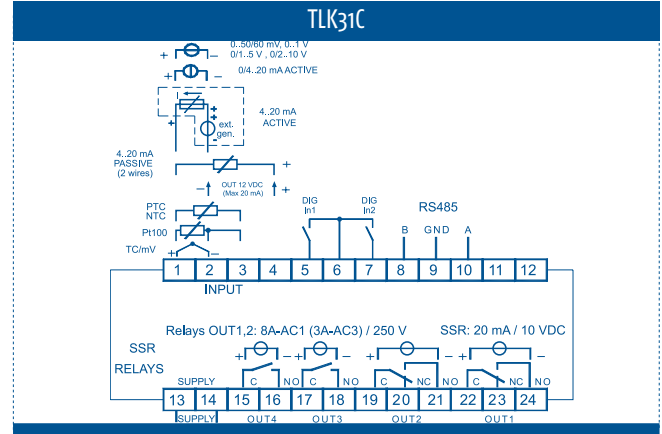 TLK31C
0..50/60 mV, 0..1 V
0/1..5 V , 0/2..10 V
+ −
0/4..20 mA ACTIVE
+ −
I
4..20 mA
ACTIVE
+
+
+
ext.
gen.
-
4..20 mA
PASSIVE
(2 wires)
+
− OUT 12 VDC +
(Max 20 mA)
PTC
NTC
Pt100
TC/mV + −
DIG
In1
DIG
In2
RS485
B GND A
1 2 3 4 5 6 7 8 9 10 11 12
INPUT
Relays OUT1,2: 8A-AC1 (3A-AC3) / 250 V SSR: 20 mA / 10 VDC
SSR + − + − + − + −
RELAYS
SUPPLY C NO C NO C NC NO C NC NO
13 14 15 16 17 18 19 20 21 22 23 24
SUPPLY OUT4 OUT3 OUT2 OUT1